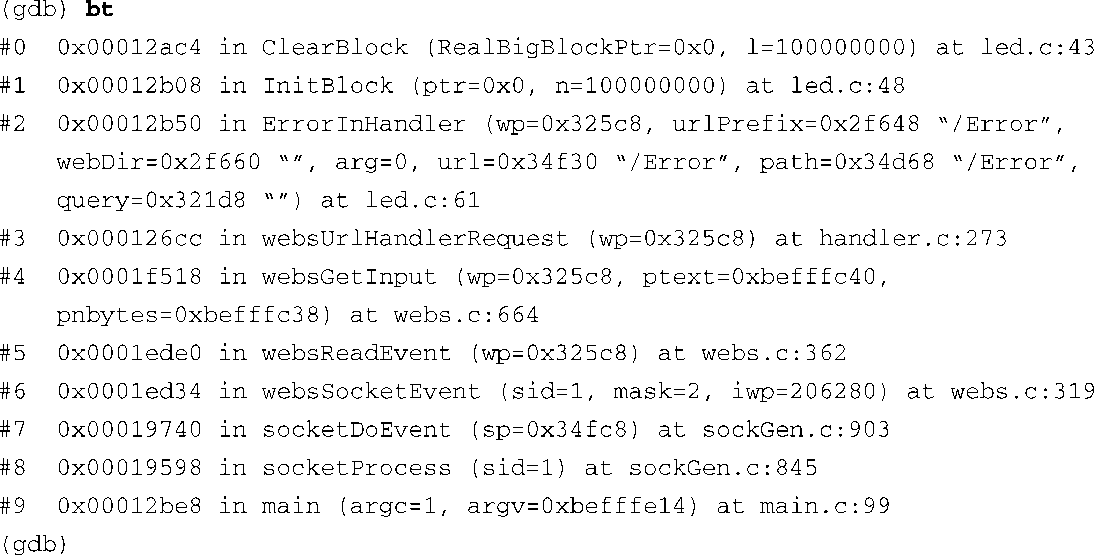 (gdb) bt
#0 0x00012ac4 in ClearBlock (RealBigBlockPtr=0x0, l=100000000) at led.c:43
#1 0x00012b08 in InitBlock (ptr=0x0, n=100000000) at led.c:48
#2 0x00012b50 in ErrorInHandler (wp=0x325c8, urlPrefix=0x2f648 “/Error”,
webDir=0x2f660 “”, arg=0, url=0x34f30 “/Error”, path=0x34d68 “/Error”,
query=0x321d8 “”) at led.c:61
#3 0x000126cc in websUrlHandlerRequest (wp=0x325c8) at handler.c:273
#4 0x0001f518 in websGetInput (wp=0x325c8, ptext=0xbefffc40,
pnbytes=0xbefffc38) at webs.c:664
#5 0x0001ede0 in websReadEvent (wp=0x325c8) at webs.c:362
#6 0x0001ed34 in websSocketEvent (sid=1, mask=2, iwp=206280) at webs.c:319
#7 0x00019740 in socketDoEvent (sp=0x34fc8) at sockGen.c:903
#8 0x00019598 in socketProcess (sid=1) at sockGen.c:845
#9 0x00012be8 in main (argc=1, argv=0xbefffe14) at main.c:99
(gdb)